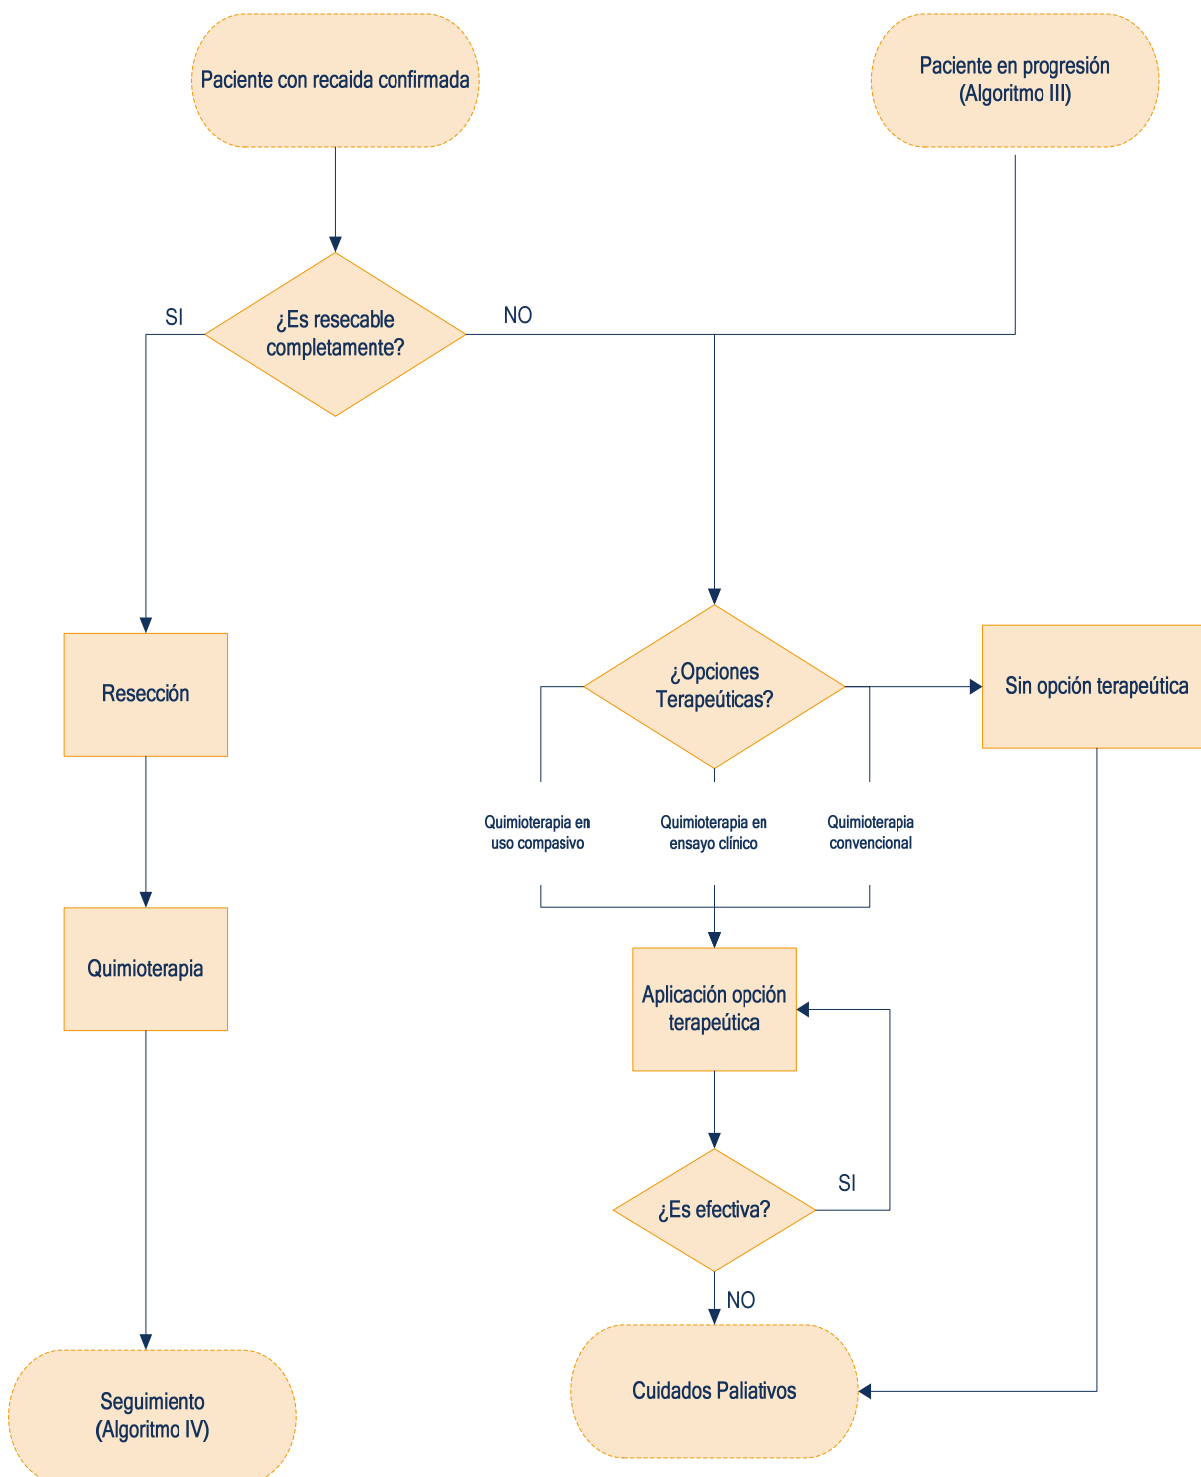 Paciente con recaida confirmada
Paciente en progresión
(Algoritmo III)
¿Es resecable
completamente?
SI
NO
Resección
¿Opciones
Terapeúticas?
Sin opción terapeútica
Quimioterapia en
uso compasivo
Quimioterapia en
ensayo clínico
Quimioterapia
convencional
Quimioterapia
Aplicación opción
terapeútica
¿Es efectiva?
SI
NO
Seguimiento
(Algoritmo IV)
Cuidados Paliativos